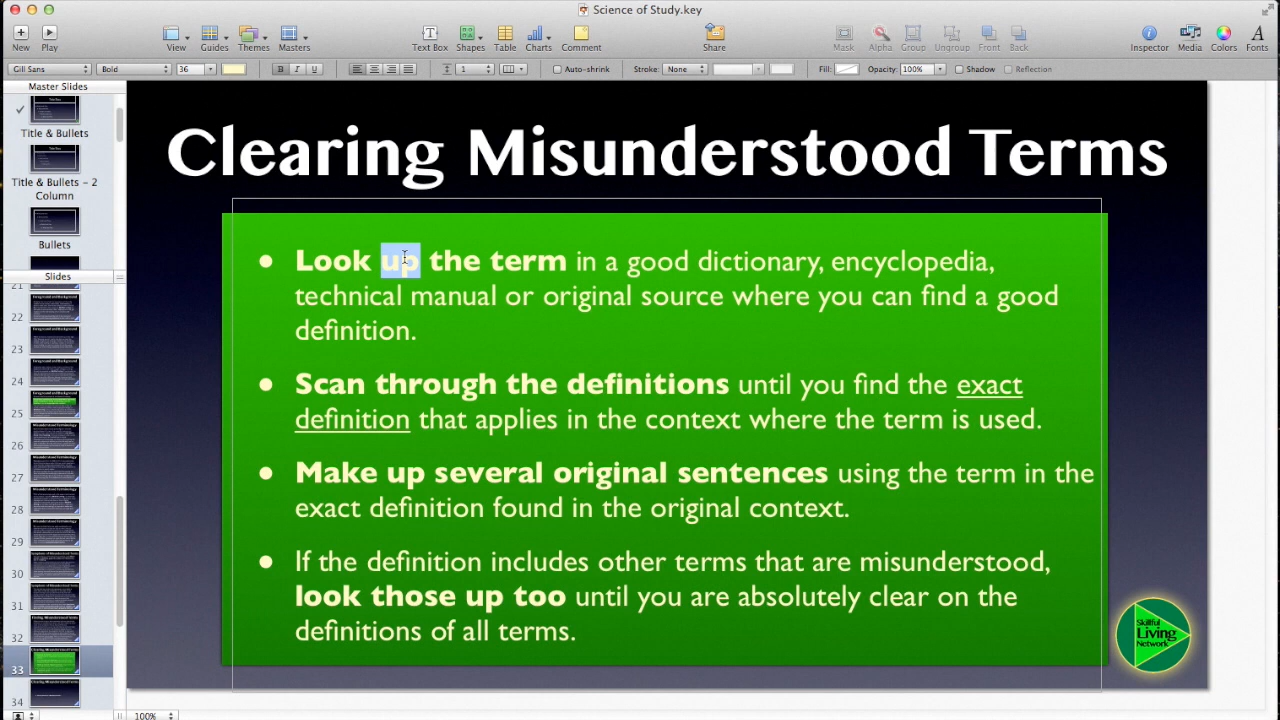 Science of Study.key
New Play View Guides Themes Masters Text Box Shapes Table Charts Comment Share Mask Alpha Group Ungroup Front Back Inspector Media Colors Fonts
Gill Sans Bold 36 B I U 1 Auto-shrink Stroke: None Fill: Opacity: 100% Shadow Reflection
Master Slides
Title & Bullets
Title & Bullets – 2
Column
Bullets
Slides
21
22
23
24
25
26
27
28
29
30
31
32
33
34
Clearing Misunderstood Terms
• Look up the term in a good dictionary, encyclopedia,
technical manual or original source where you can find a good
definition.
• Scan through the definitions until you find the exact
definition that applies in the context where the term is used.
• Make up several original sentences using the term in the
exact definition found in the original context.
• If the definition includes other terms that are misunderstood,
look those up too until you are absolutely clear on the
definitions of all terms.
Skillful
Living
Network
100%